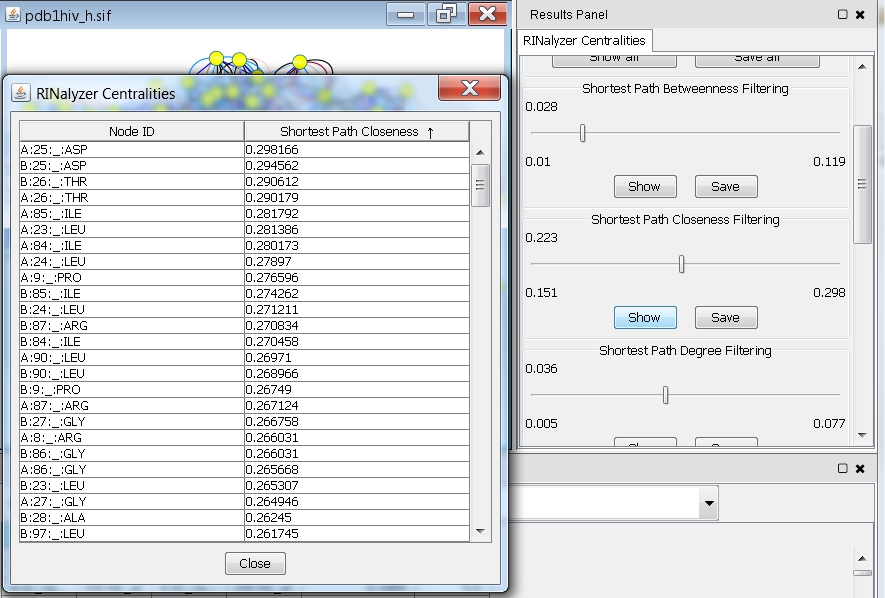 pdb1hiv_h.sif
RINalyzer Centralities
Node ID Shortest Path Closeness ↑
A:25:_:ASP 0.298166
B:25:_:ASP 0.294562
B:26:_:THR 0.290612
A:26:_:THR 0.290179
A:85:_:ILE 0.281792
A:23:_:LEU 0.281386
A:84:_:ILE 0.280173
A:24:_:LEU 0.27897
A:9:_:PRO 0.276596
B:85:_:ILE 0.274262
B:24:_:LEU 0.271211
B:87:_:ARG 0.270834
B:84:_:ILE 0.270458
A:90:_:LEU 0.26971
B:90:_:LEU 0.268966
B:9:_:PRO 0.26749
A:87:_:ARG 0.267124
B:27:_:GLY 0.266758
A:8:_:ARG 0.266031
B:86:_:GLY 0.266031
A:86:_:GLY 0.265668
B:23:_:LEU 0.265307
A:27:_:GLY 0.264946
B:28:_:ALA 0.26245
B:97:_:LEU 0.261745
Close
Results Panel
RINalyzer Centralities
Show all Save all
Shortest Path Betweenness Filtering
0.028
0.01 0.119
Show Save
Shortest Path Closeness Filtering
0.223
0.151 0.298
Show Save
Shortest Path Degree Filtering
0.036
0.005 0.077